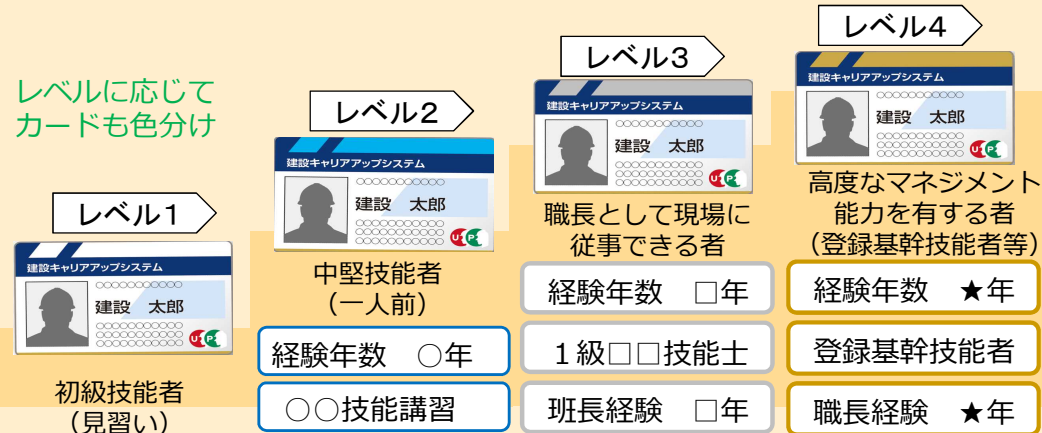 レベルに応じて
カードも色分け
レベル1
建設キャリアアップシステム
○○○○○○○○○○○
建設 太郎
○○○○○○○○○○○○
○○○○○○○○○○○○
初級技能者
（見習い）
レベル2
建設キャリアアップシステム
○○○○○○○○○○○
建設 太郎
○○○○○○○○○○○○
○○○○○○○○○○○○
中堅技能者
（一人前）
経験年数 ○年
○○技能講習
レベル3
建設キャリアアップシステム
○○○○○○○○○○○
建設 太郎
○○○○○○○○○○○○
○○○○○○○○○○○○
職長として現場に
従事できる者
経験年数 □年
１級□□技能士
班長経験 □年
レベル4
建設キャリアアップシステム
○○○○○○○○○○○
建設 太郎
○○○○○○○○○○○○
○○○○○○○○○○○○
高度なマネジメント
能力を有する者
（登録基幹技能者等）
経験年数 ★年
登録基幹技能者
職長経験 ★年